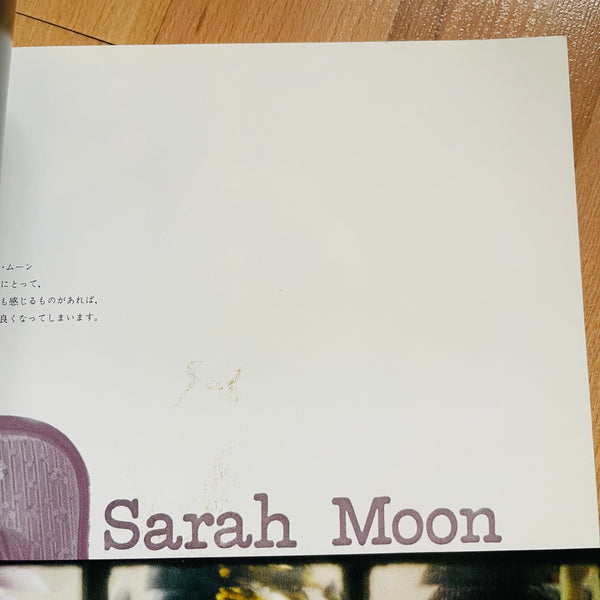 ・ムーン
にとって，
も感じるものがあれば，
良くなってしまいます。
Sarah Moon